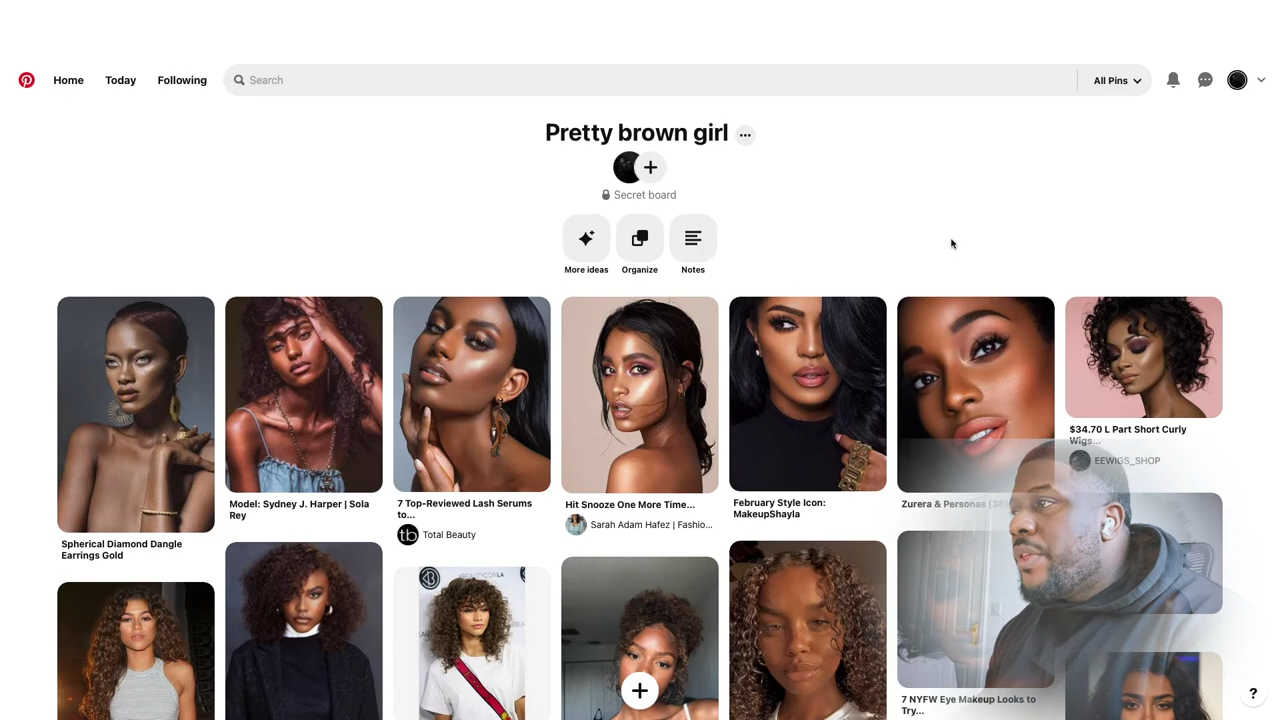 Home
Today
Following
Search
All Pins
Pretty brown girl
Secret board
More ideas
Organize
Notes
Spherical Diamond Dangle
Earrings Gold
Model: Sydney J. Harper | Sola
Rey
7 Top-Reviewed Lash Serums
to...
tb Total Beauty
Hit Snooze One More Time...
Sarah Adam Hafez | Fashio...
February Style Icon:
MakeupShayla
Zurera & Personas (38)
$34.70 L Part Short Curly
Wigs...
EEWIGS_SHOP
BEAUTYCONLA
7 NYFW Eye Makeup Looks to
Try...
?